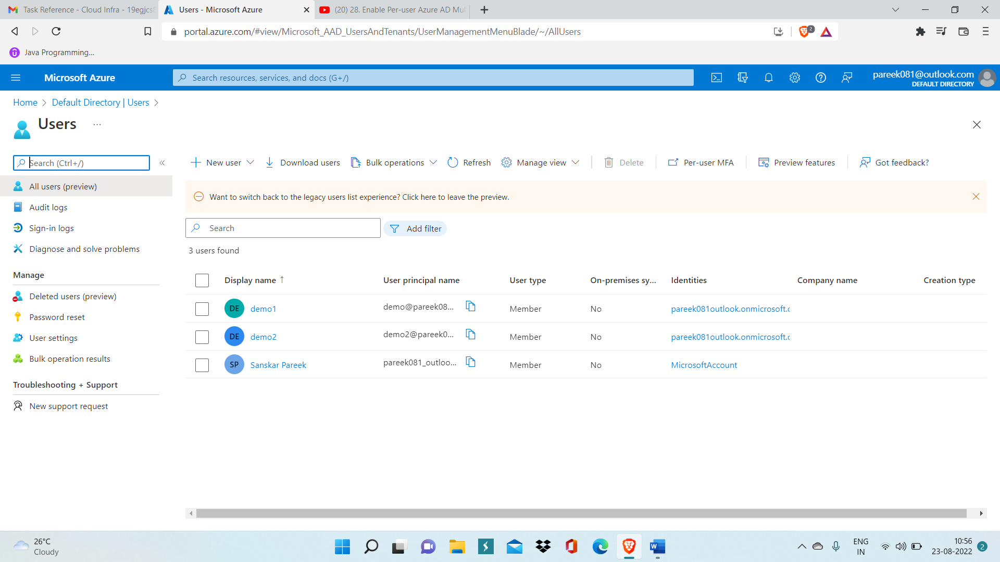 Task Reference - Cloud Infra - 19egjcs
Users - Microsoft Azure
(20) 28. Enable Per-user Azure AD Mul
portal.azure.com/#view/Microsoft_AAD_UsersAndTenants/UserManagementMenuBlade/~/AllUsers
2
Java Programming...
Microsoft Azure
Search resources, services, and docs (G+/)
pareek081@outlook.com
DEFAULT DIRECTORY
Home
Default Directory | Users
Users
...
Search (Ctrl+/)
New user
Download users
Bulk operations
Refresh
Manage view
Delete
Per-user MFA
Preview features
Got feedback?
All users (preview)
Audit logs
Sign-in logs
Diagnose and solve problems
Manage
Deleted users (preview)
Password reset
User settings
Bulk operation results
Troubleshooting + Support
New support request
Want to switch back to the legacy users list experience? Click here to leave the preview.
Search
Add filter
3 users found
Display name ↑ User principal name User type On-premises sy... Identities Company name Creation type
DE demo1 demo@pareek08... Member No pareek081outlook.onmicrosoft.c
DE demo2 demo2@pareek0... Member No pareek081outlook.onmicrosoft.c
SP Sanskar Pareek pareek081_outloo... Member No MicrosoftAccount
26°C
Cloudy
ENG
IN
10:56
23-08-2022
2